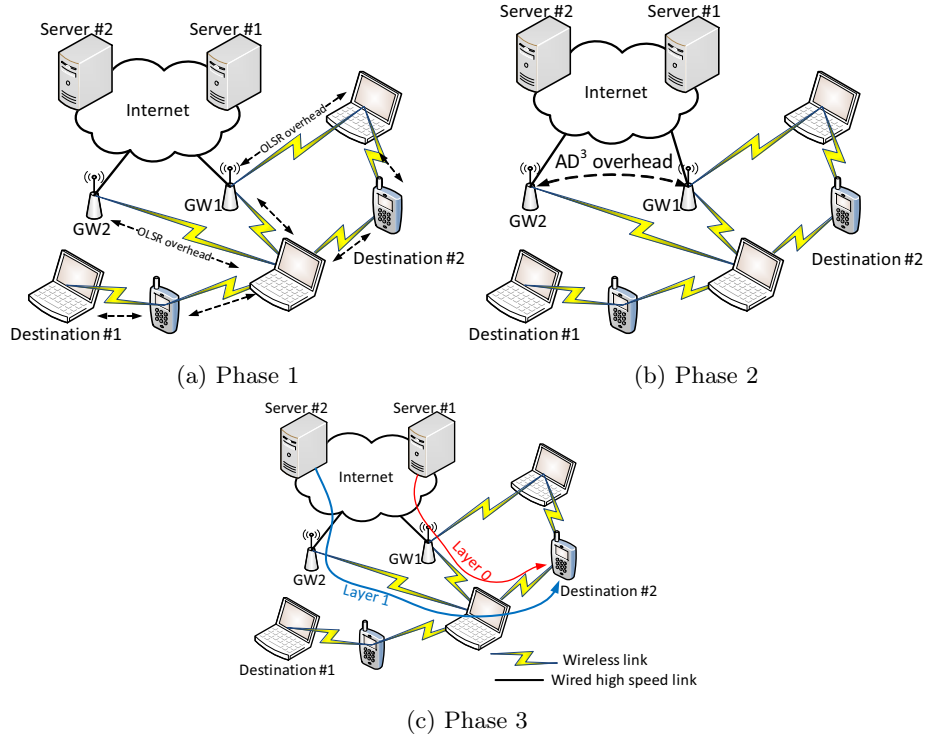 Server #2
Server #1
Internet
OLSR overhead
GW1
GW2
OLSR overhead
Destination #2
Destination #1
(a) Phase 1
Server #2
Server #1
Internet
AD³ overhead
GW2
GW1
Destination #2
Destination #1
(b) Phase 2
Server #2
Server #1
Internet
GW1
Layer 0
GW2
Layer 1
Destination #2
Destination #1
Wireless link
Wired high speed link
(c) Phase 3